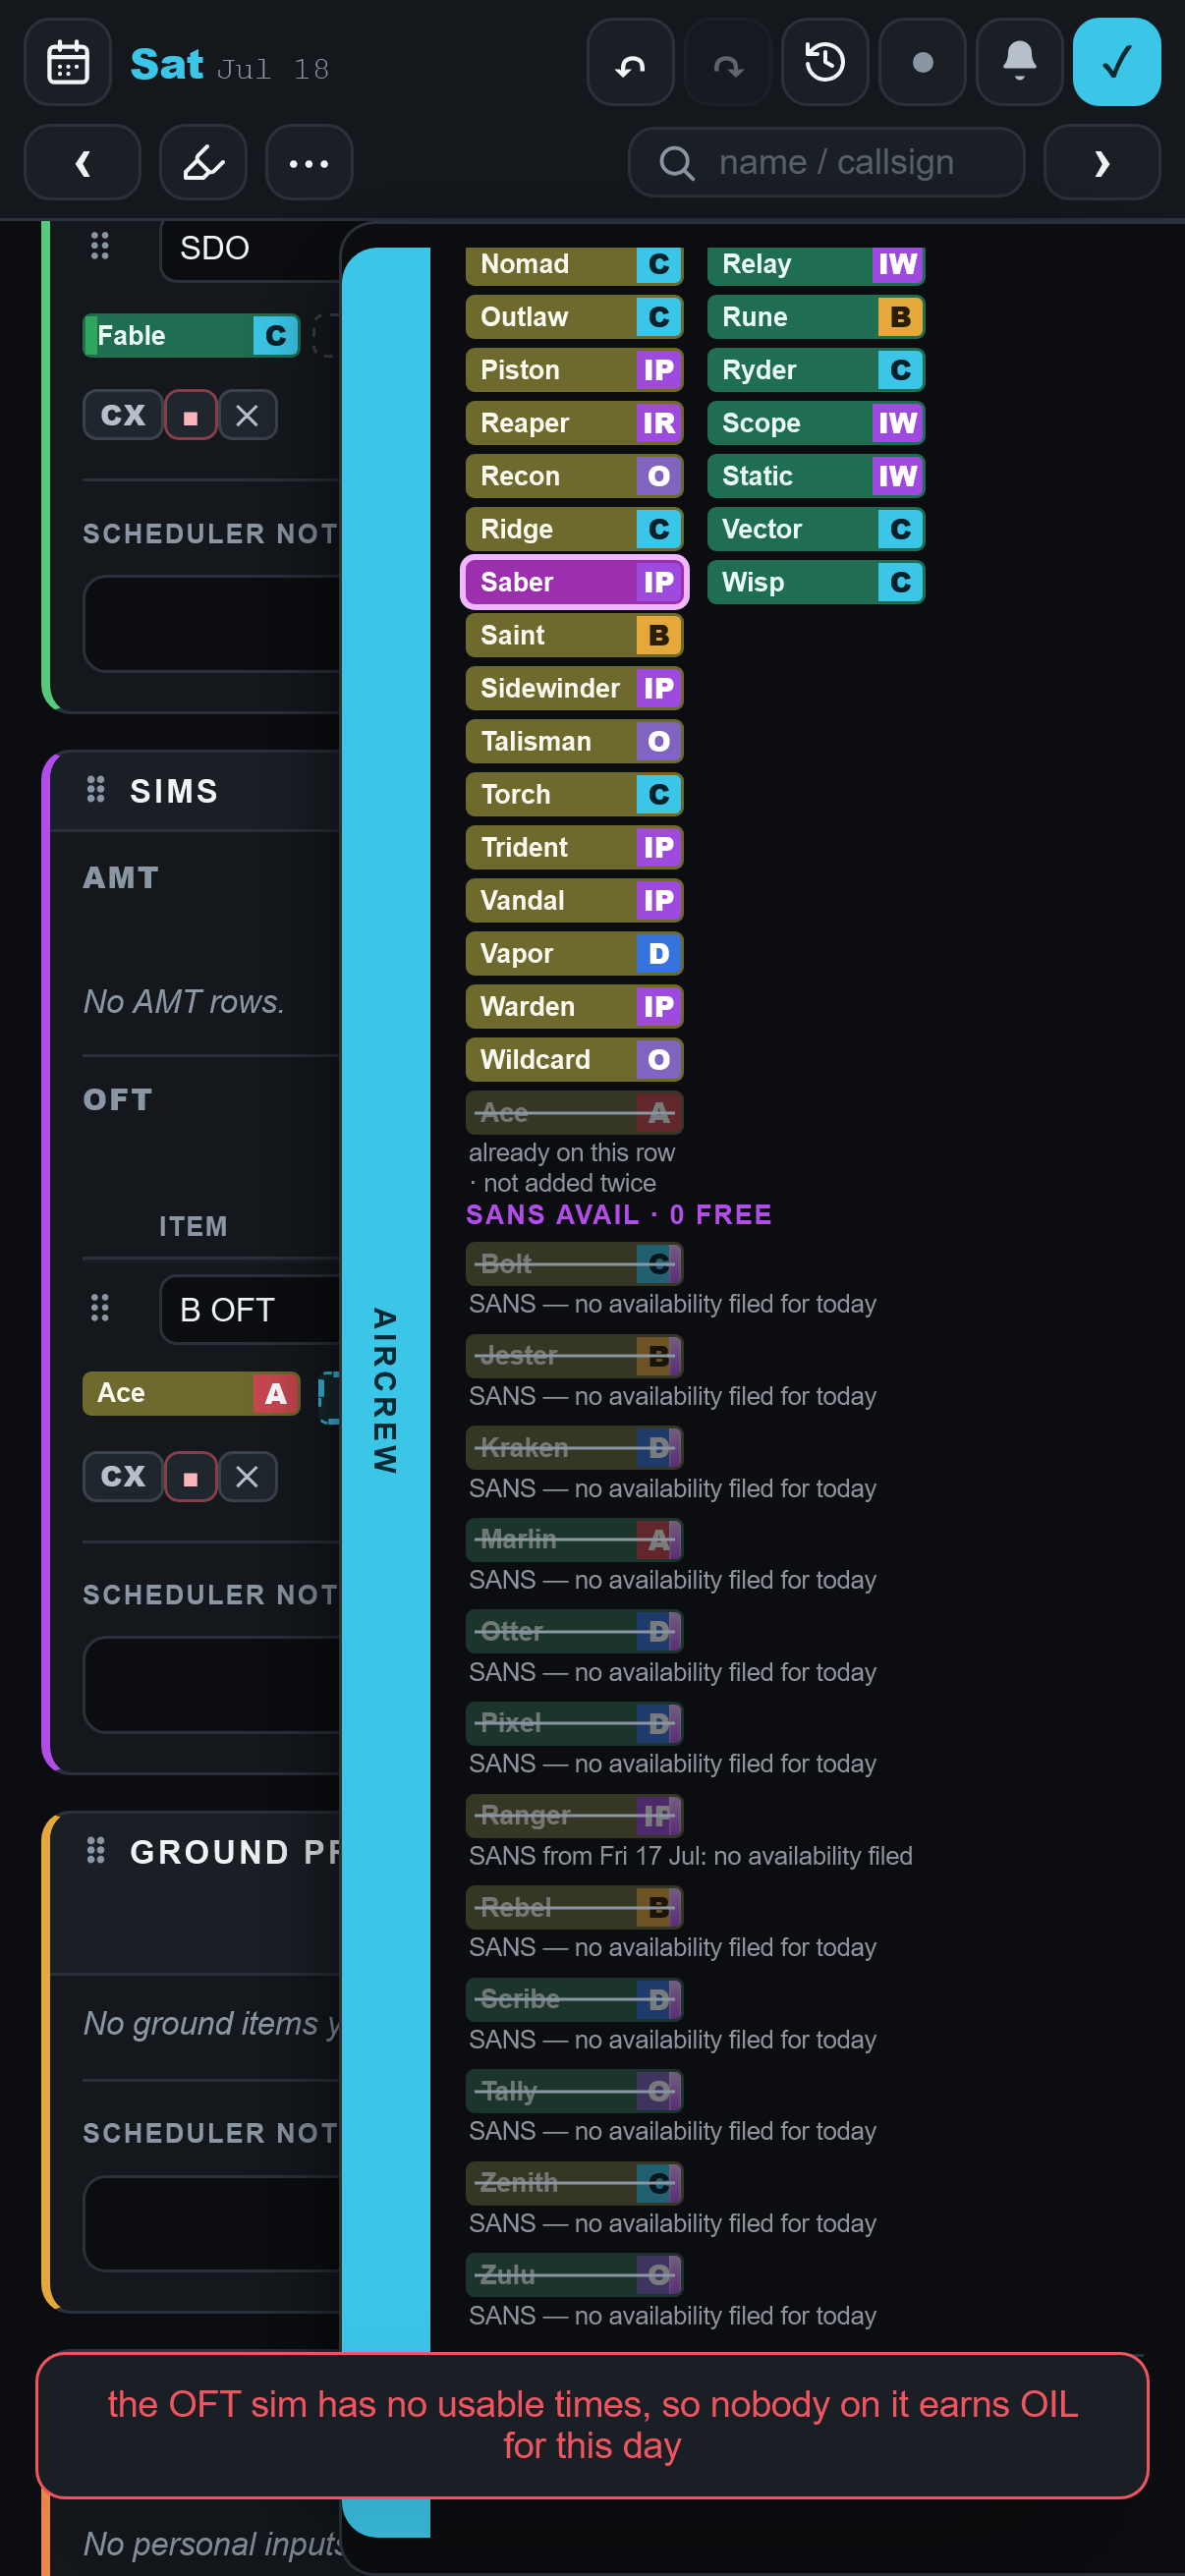 Sat Jul 18
name / callsign
SDO
Fable C
CX
SCHEDULER NOT
SIMS
AMT
No AMT rows.
OFT
ITEM
B OFT
Ace A
CX
SCHEDULER NOT
GROUND PR
No ground items y
SCHEDULER NOT
No personal inputs
AIRCREW
Nomad C
Relay IW
Outlaw C
Rune B
Piston IP
Ryder C
Reaper IR
Scope IW
Recon O
Static IW
Ridge C
Vector C
Saber IP
Wisp C
Saint B
Sidewinder IP
Talisman O
Torch C
Trident IP
Vandal IP
Vapor D
Warden IP
Wildcard O
Ace A
already on this row
· not added twice
SANS AVAIL · 0 FREE
Bolt C
SANS — no availability filed for today
Jester B
SANS — no availability filed for today
Kraken D
SANS — no availability filed for today
Marlin A
SANS — no availability filed for today
Otter D
SANS — no availability filed for today
Pixel D
SANS — no availability filed for today
Ranger IP
SANS from Fri 17 Jul: no availability filed
Rebel B
SANS — no availability filed for today
Scribe D
SANS — no availability filed for today
Tally O
SANS — no availability filed for today
Zenith C
SANS — no availability filed for today
Zulu O
SANS — no availability filed for today
the OFT sim has no usable times, so nobody on it earns OIL
for this day